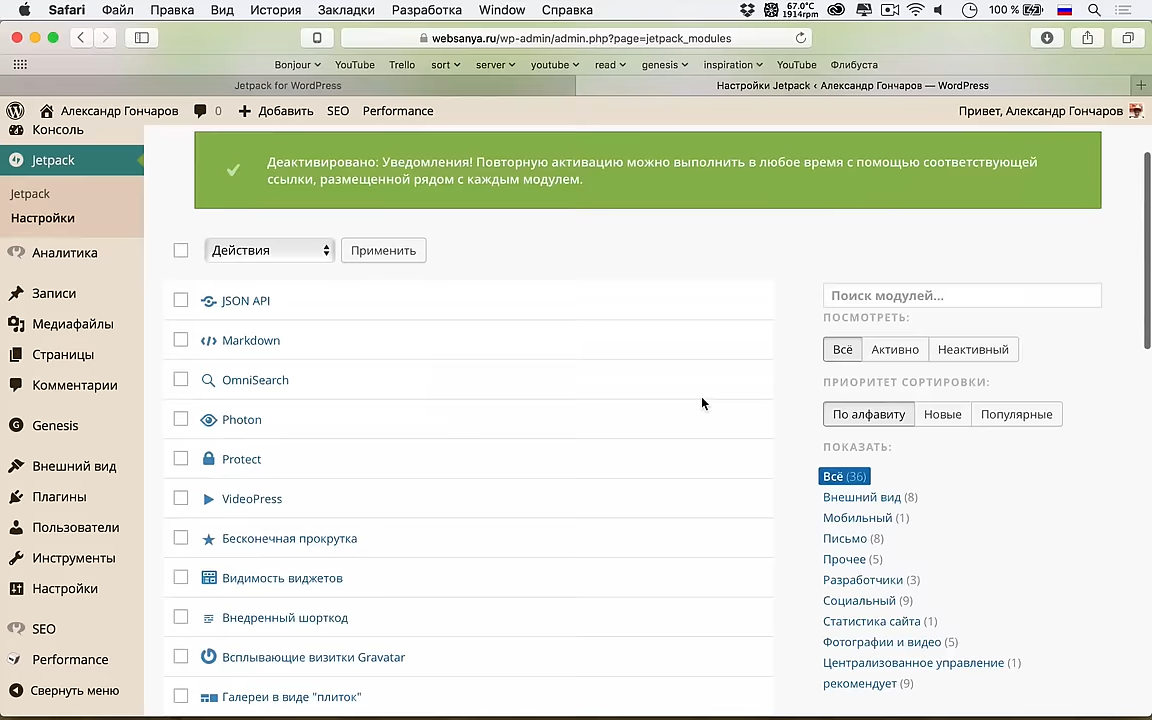 Safari Файл Правка Вид История Закладки Разработка Window Справка 67.0°C 1914rpm 100 %
websanya.ru/wp-admin/admin.php?page=jetpack_modules
Bonjour YouTube Trello sort server youtube read genesis inspiration YouTube Флибуста
Jetpack for WordPress Настройки Jetpack ‹ Александр Гончаров — WordPress
Александр Гончаров 0 Добавить SEO Performance Привет, Александр Гончаров
Консоль
Jetpack
Jetpack
Настройки
Аналитика
Записи
Медиафайлы
Страницы
Комментарии
Genesis
Внешний вид
Плагины
Пользователи
Инструменты
Настройки
SEO
Performance
Свернуть меню
Деактивировано: Уведомления! Повторную активацию можно выполнить в любое время с помощью соответствующей
ссылки, размещенной рядом с каждым модулем.
Действия Применить
JSON API
Markdown
OmniSearch
Photon
Protect
VideoPress
Бесконечная прокрутка
Видимость виджетов
Внедренный шорткод
Всплывающие визитки Gravatar
Галереи в виде "плиток"
Поиск модулей...
ПОСМОТРЕТЬ:
Всё Активно Неактивный
ПРИОРИТЕТ СОРТИРОВКИ:
По алфавиту Новые Популярные
ПОКАЗАТЬ:
Всё (36)
Внешний вид (8)
Мобильный (1)
Письмо (8)
Прочее (5)
Разработчики (3)
Социальный (9)
Статистика сайта (1)
Фотографии и видео (5)
Централизованное управление (1)
рекомендует (9)